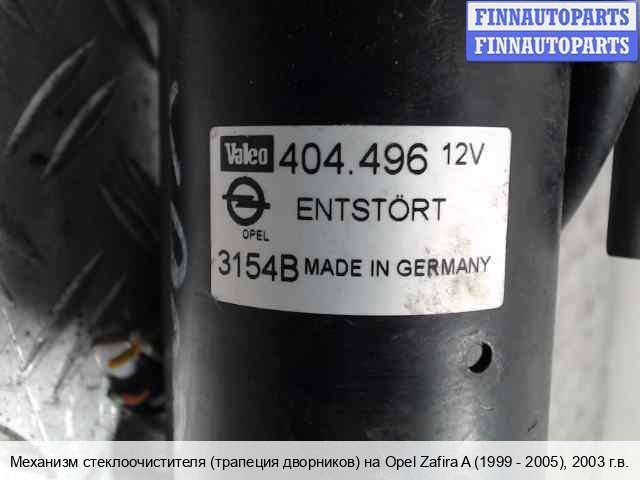 FINNAUTOPARTS
FINNAUTOPARTS
Valeo 404.496 12V
ENTSTÖRT
OPEL
3154B MADE IN GERMANY
Механизм стеклоочистителя (трапеция дворников) на Opel Zafira A (1999 - 2005), 2003 г.в.